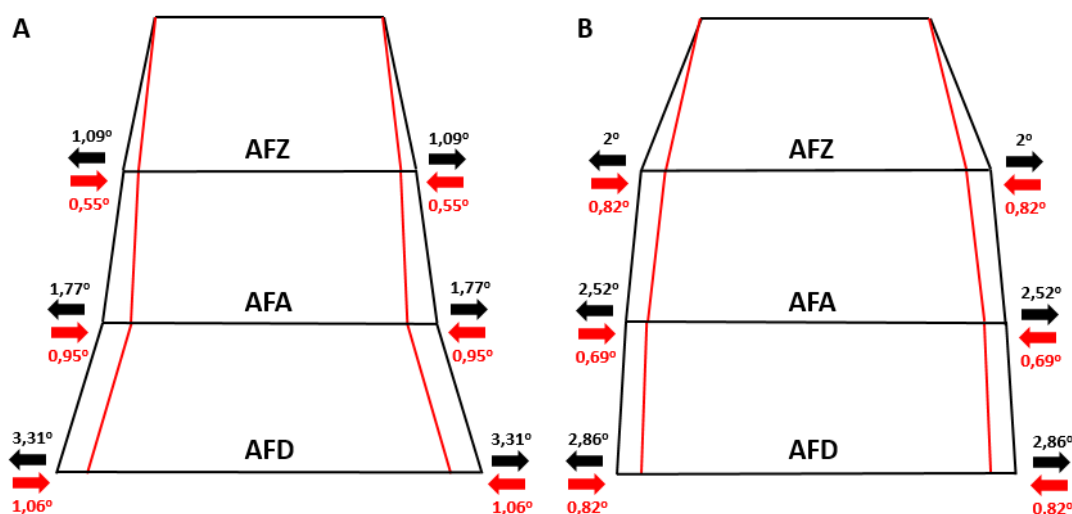 A
1,09º 1,09º
AFZ
0,55º 0,55º
1,77º 1,77º
AFA
0,95º 0,95º
3,31º 3,31º
AFD
1,06º 1,06º
B
2º 2º
AFZ
0,82º 0,82º
2,52º 2,52º
AFA
0,69º 0,69º
2,86º 2,86º
AFD
0,82º 0,82º